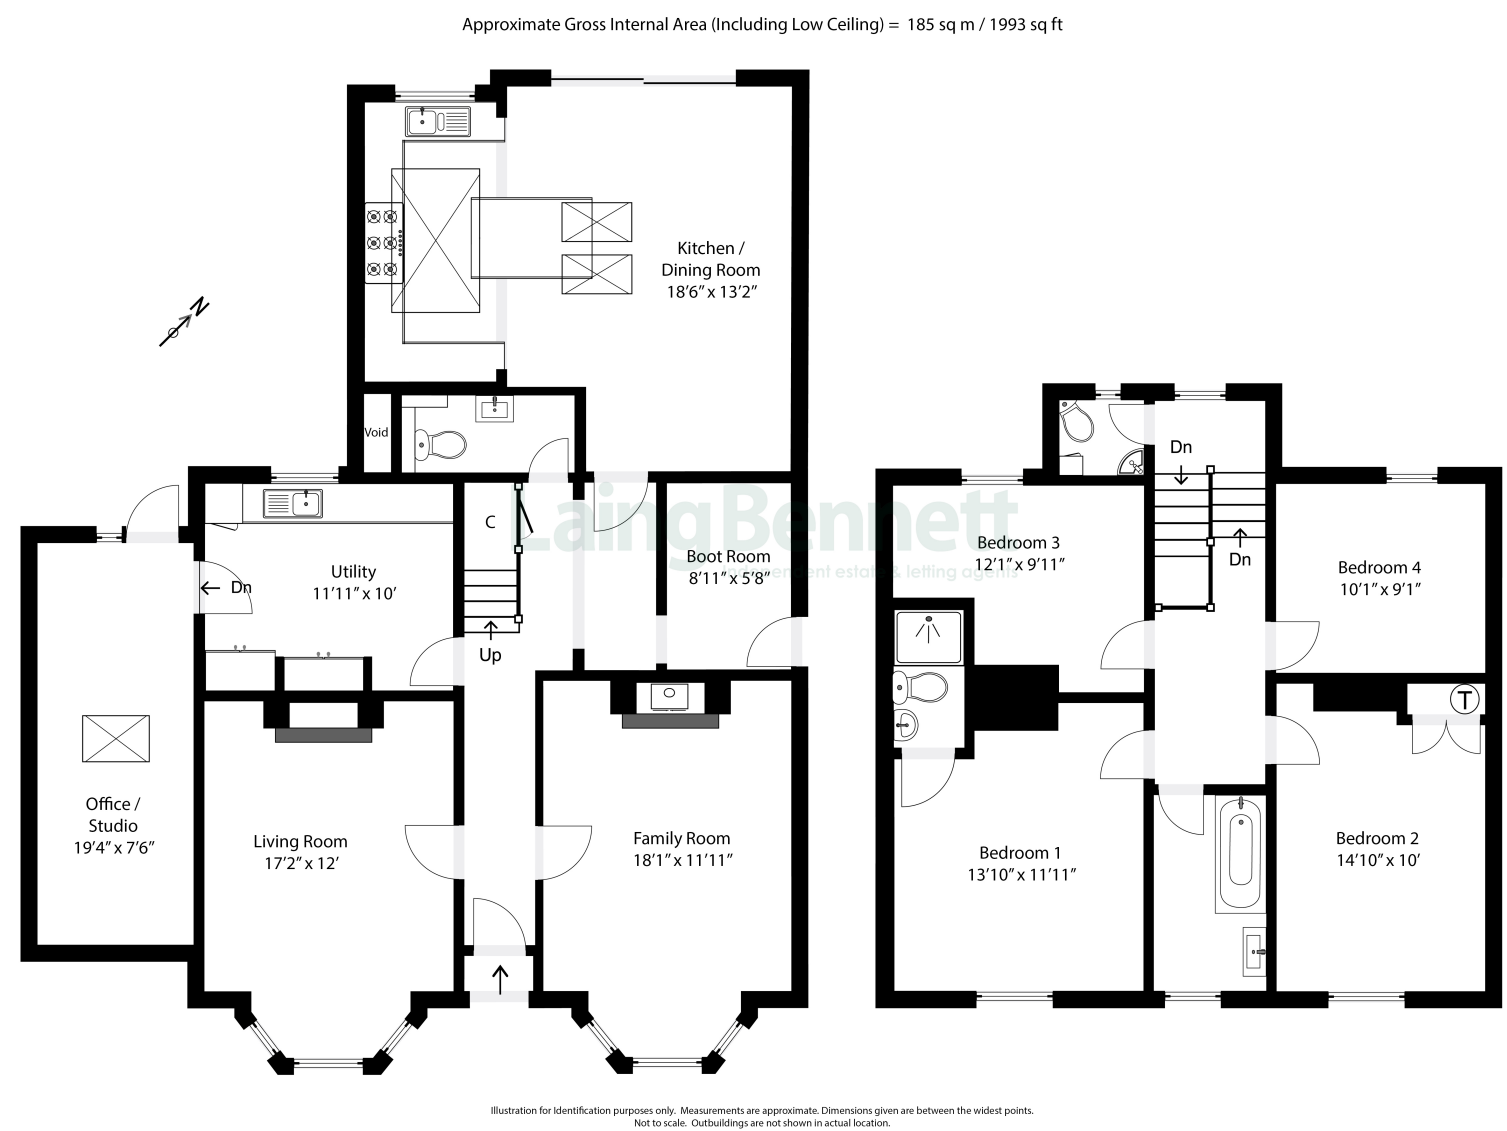 Approximate Gross Internal Area (Including Low Ceiling) = 185 sq m / 1993 sq ft
N
Kitchen /
Dining Room
18'6" x 13'2"
Void
C
Up
Utility
11'11" x 10'
Dn
Boot Room
8'11" x 5'8"
LaingBennett
independent estate & letting agents
Office /
Studio
19'4" x 7'6"
Living Room
17'2" x 12'
Family Room
18'1" x 11'11"
Dn
Dn
Bedroom 3
12'1" x 9'11"
Bedroom 4
10'1" x 9'1"
T
Bedroom 1
13'10" x 11'11"
Bedroom 2
14'10" x 10'
Illustration for Identification purposes only. Measurements are approximate. Dimensions given are between the widest points.
Not to scale. Outbuildings are not shown in actual location.